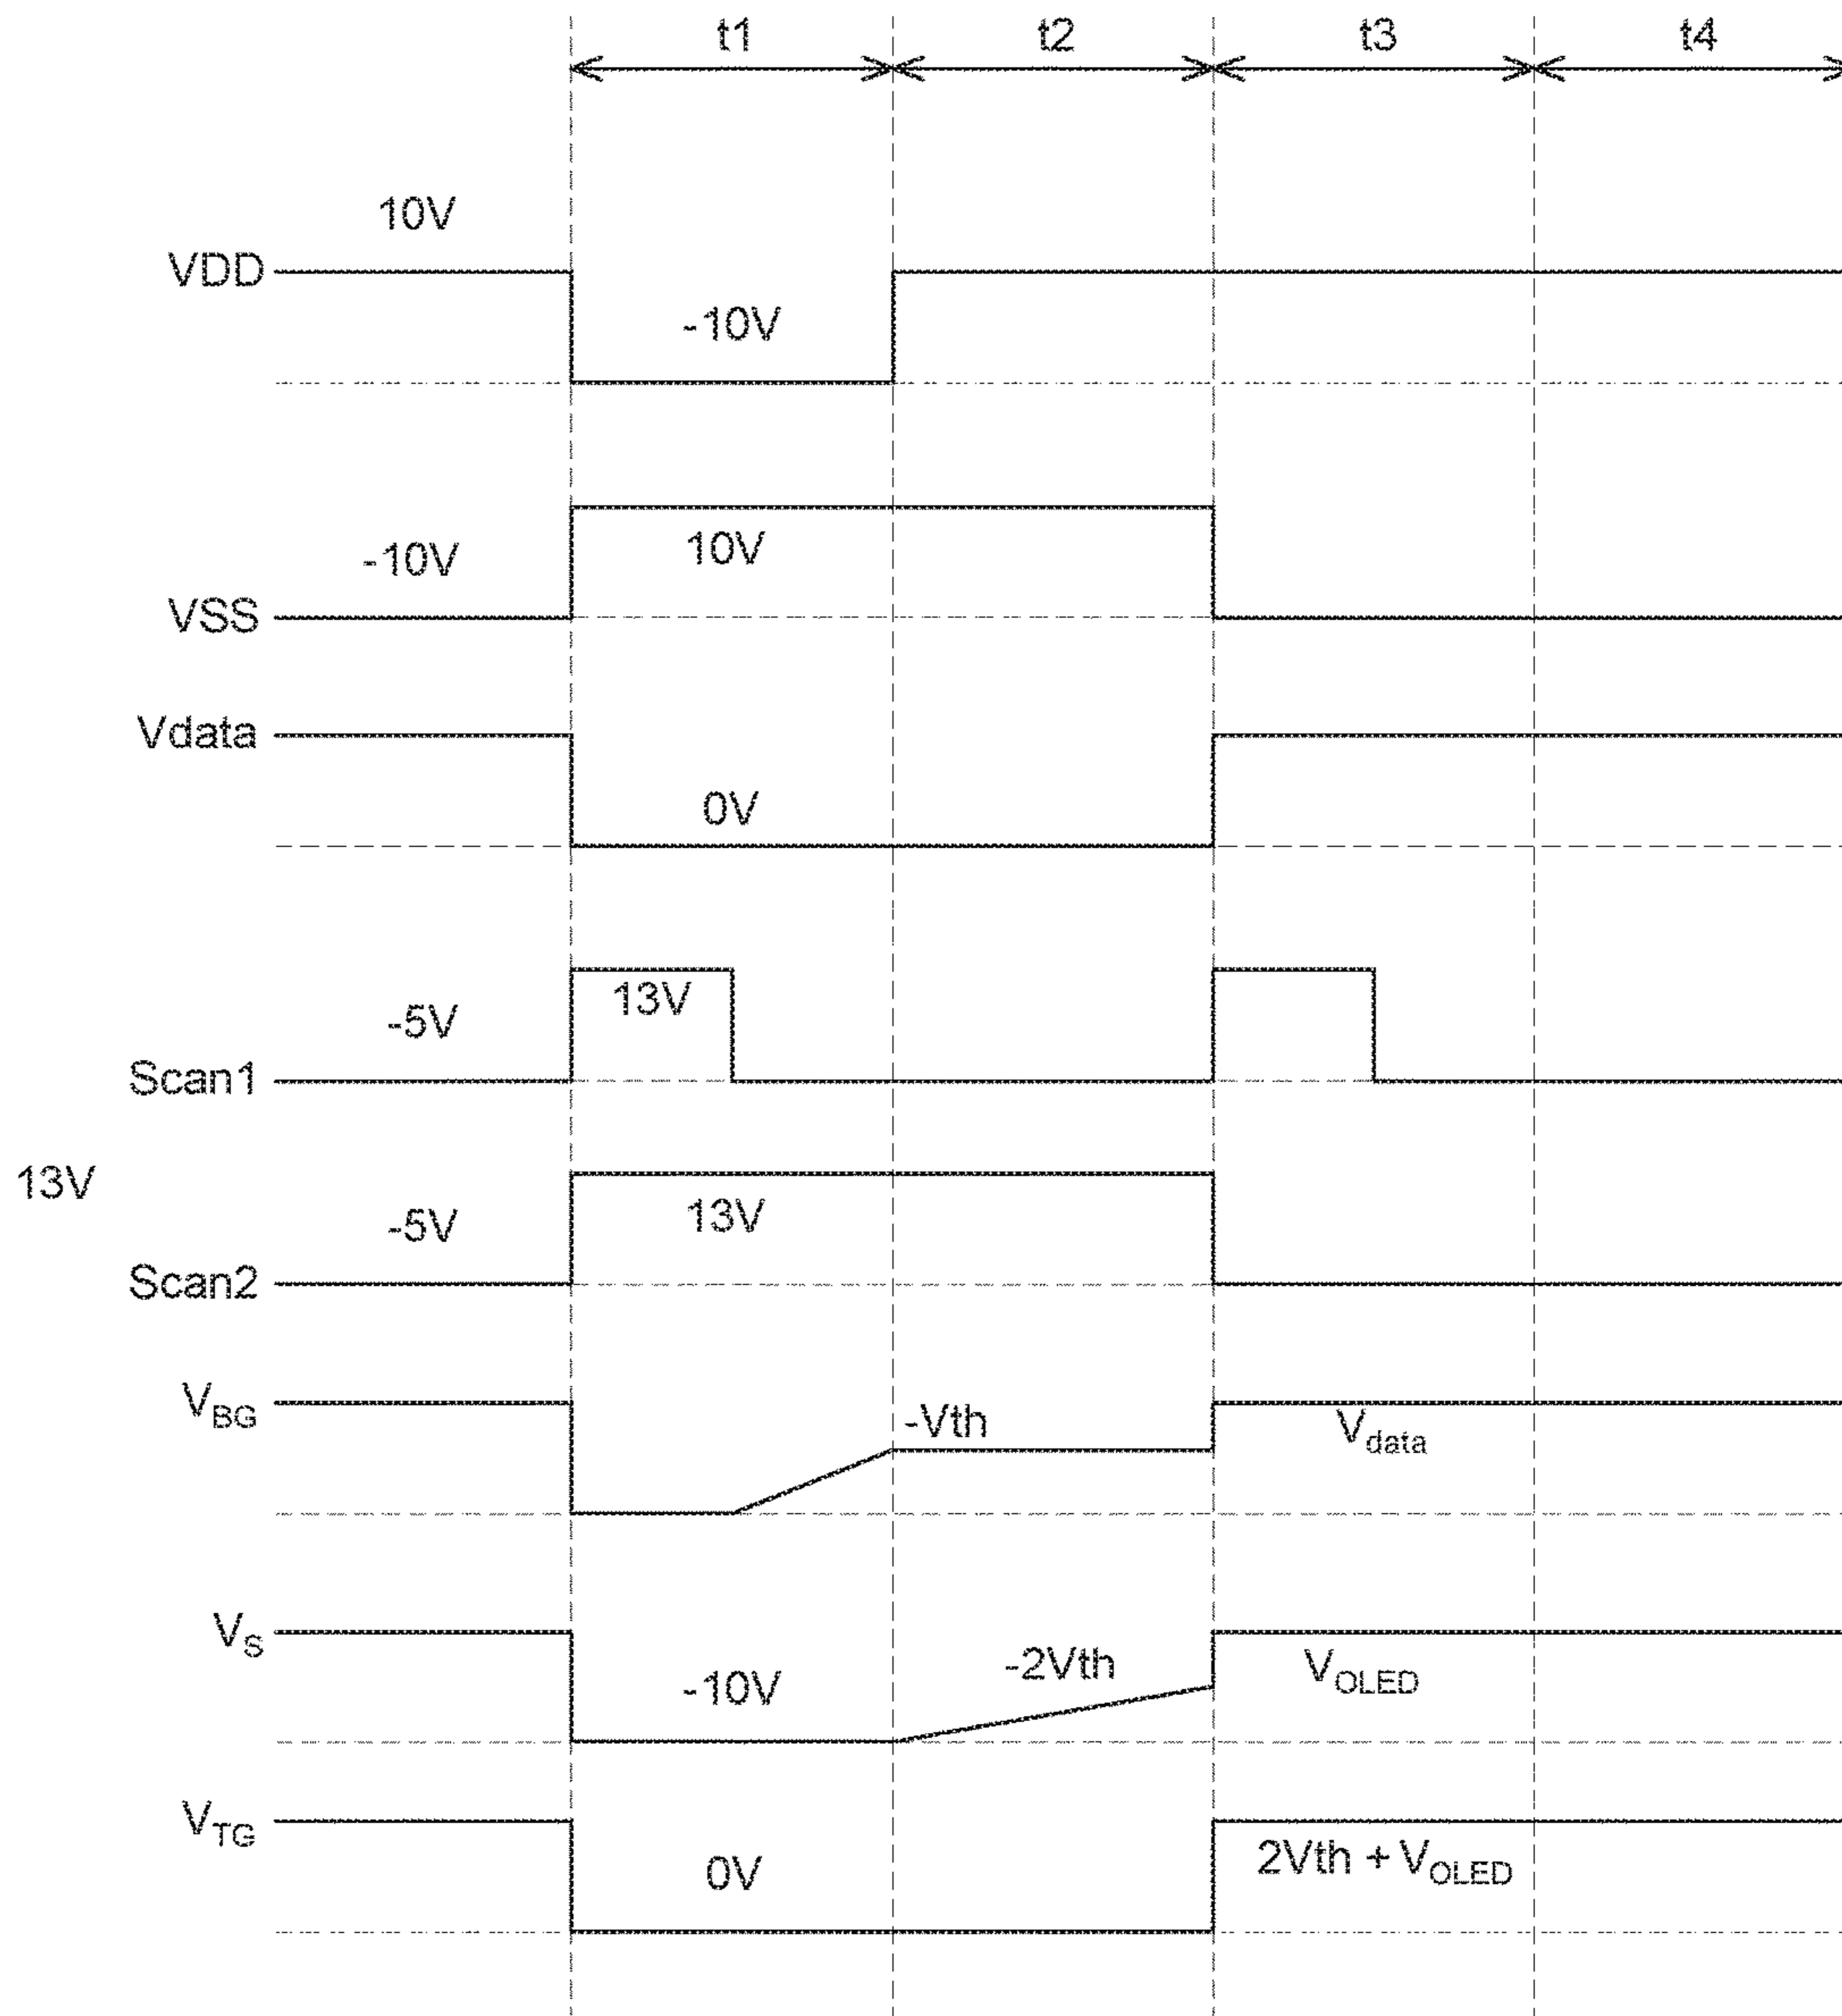 t1 t2 t3 t4
10V
VDD
-10V
10V
-10V
VSS
Vdata
0V
13V
-5V
Scan1
13V
13V
-5V
Scan2
VBG
-Vth
Vdata
VS
-2Vth
VOLED
-10V
VTG
2Vth + VOLED
0V